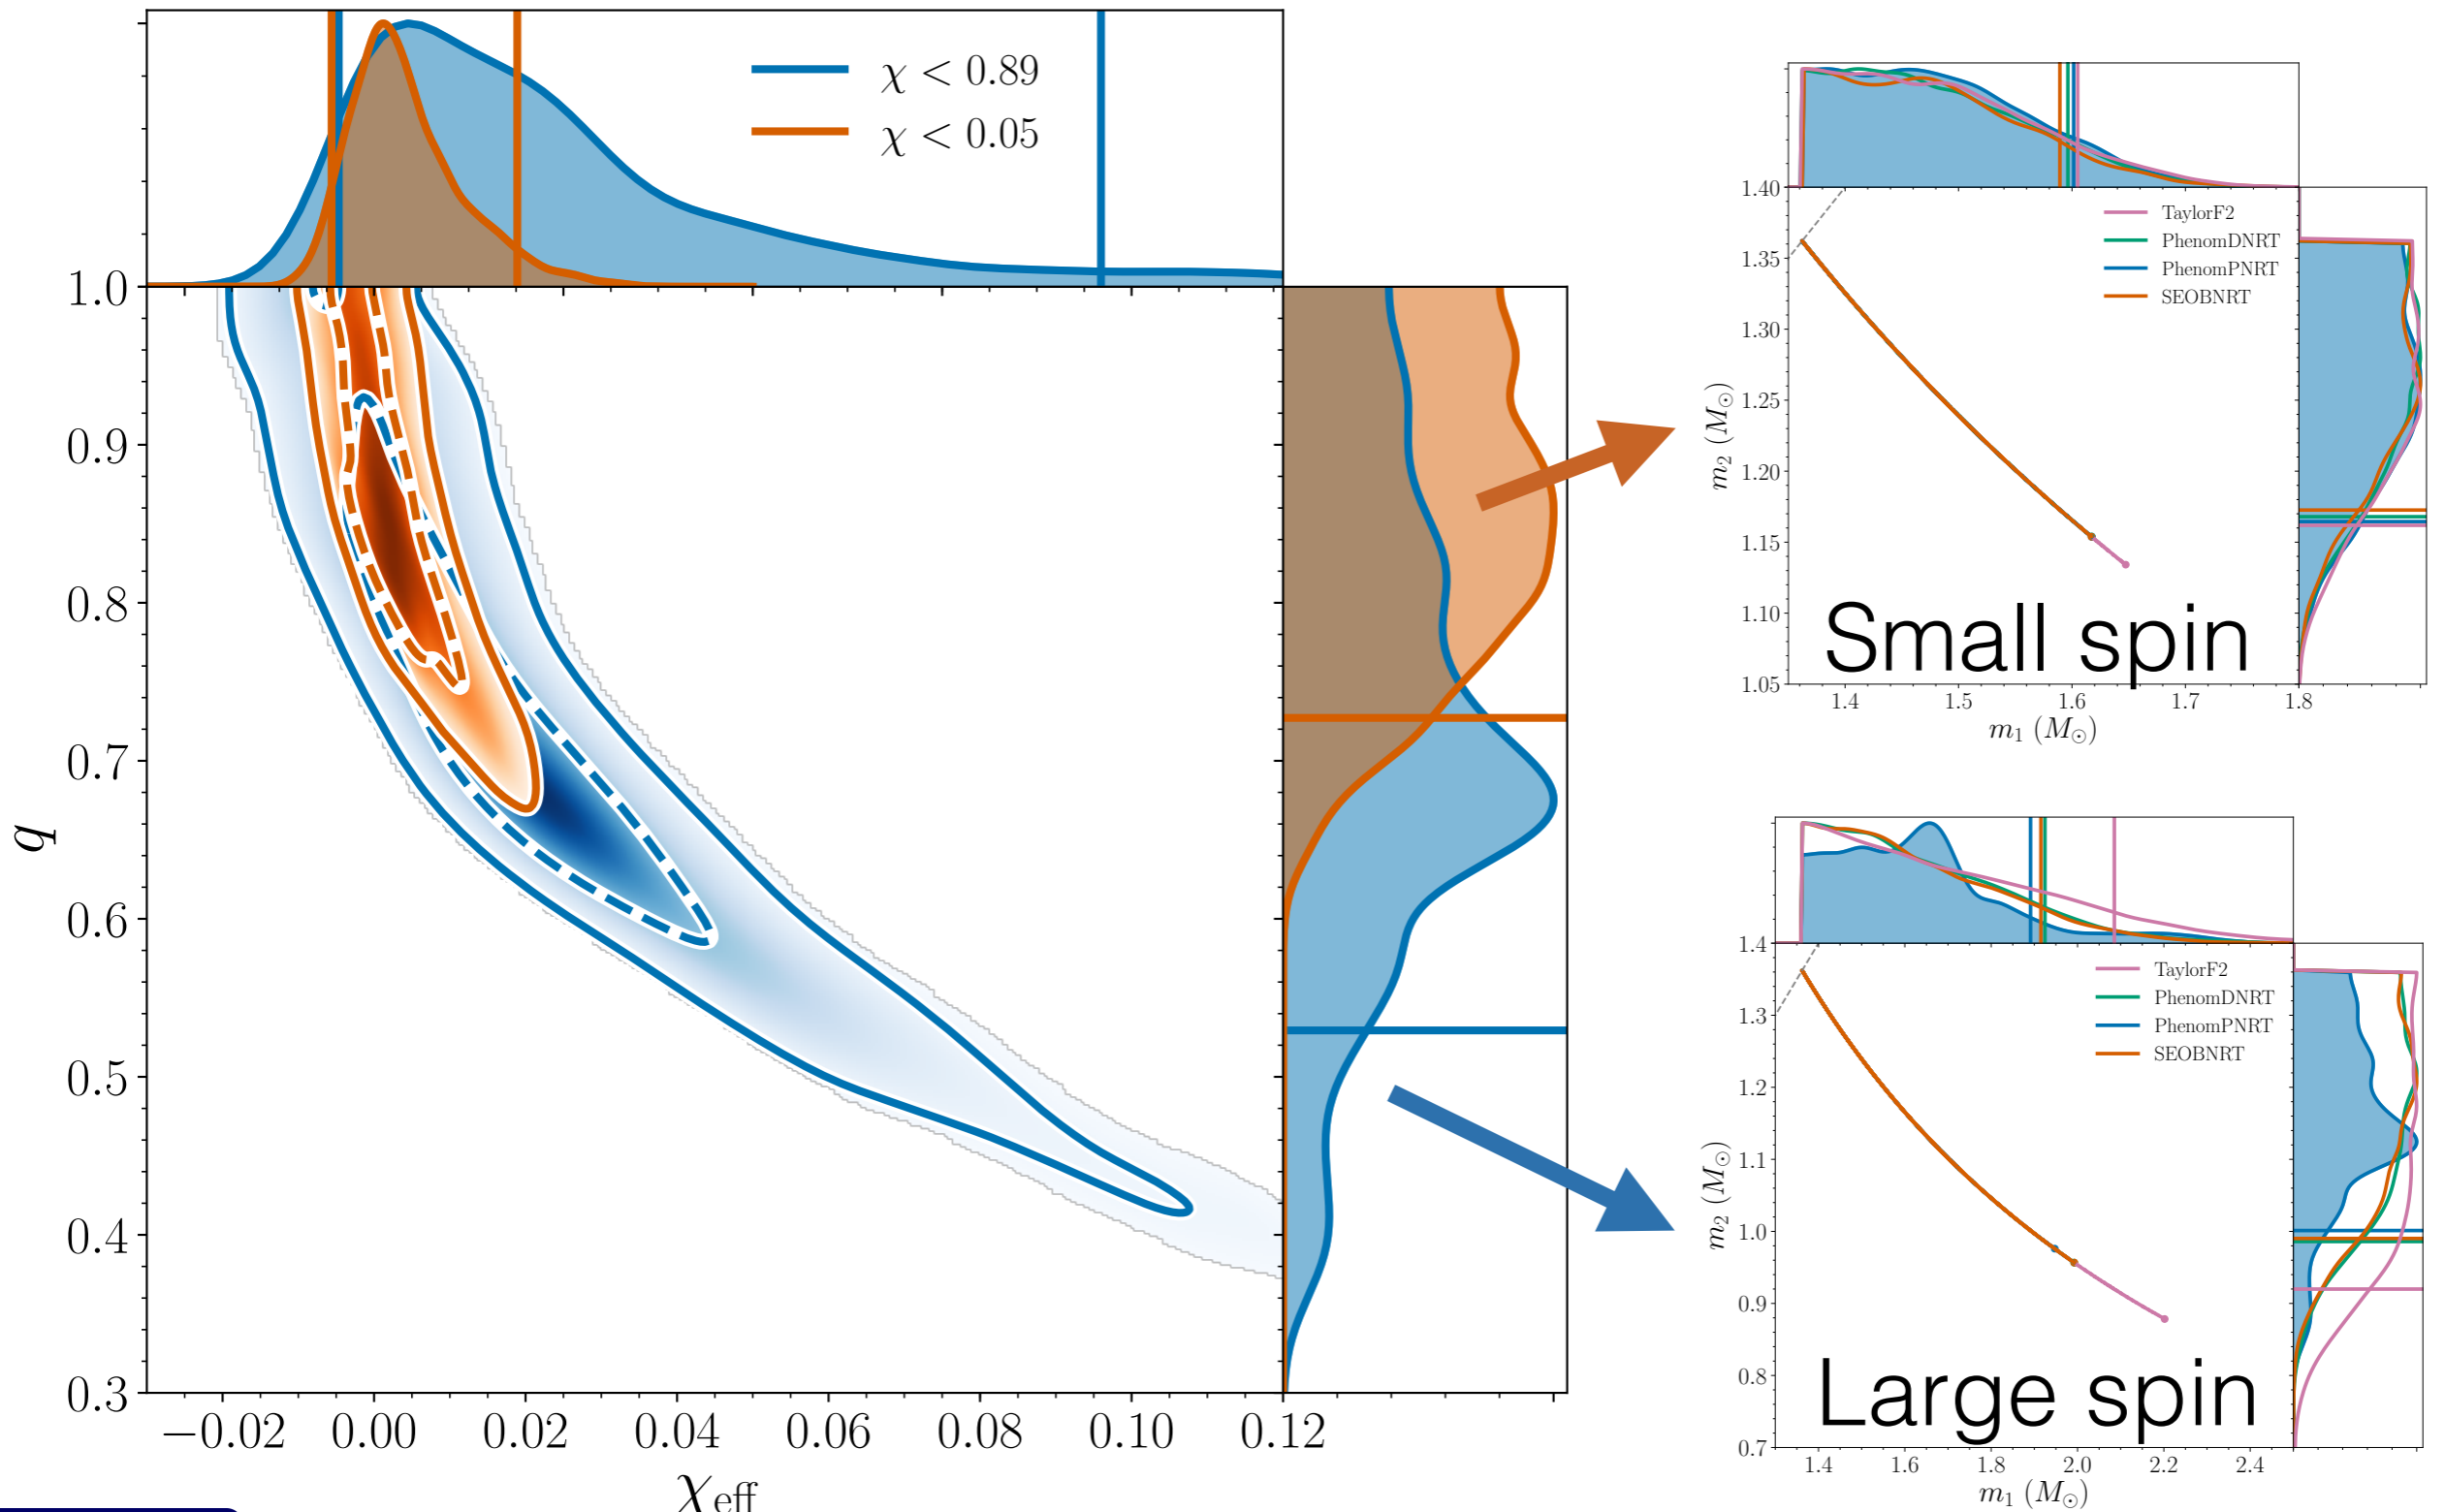 χ < 0.89
χ < 0.05
1.0
0.9
0.8
0.7
0.6
0.5
0.4
0.3
q
−0.02 0.00 0.02 0.04 0.06 0.08 0.10 0.12
χeff
1.40
1.35
1.30
1.25
1.20
1.15
1.10
1.05
m2 (M⊙)
TaylorF2
PhenomDNRT
PhenomPNRT
SEOBNRT
Small spin
1.4 1.5 1.6 1.7 1.8
m1 (M⊙)
1.4
1.3
1.2
1.1
1.0
0.9
0.8
0.7
m2 (M⊙)
TaylorF2
PhenomDNRT
PhenomPNRT
SEOBNRT
Large spin
1.4 1.6 1.8 2.0 2.2 2.4
m1 (M⊙)